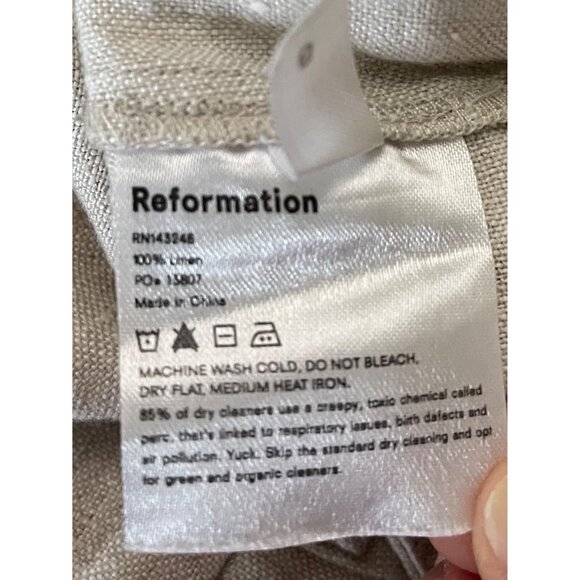 Reformation
RN143246
100% Linen
PO# 13807
Made in China
MACHINE WASH COLD, DO NOT BLEACH,
DRY FLAT, MEDIUM HEAT IRON.
85% of dry cleaners use a creepy, toxic chemical called
perc, that's linked to respiratory issues, birth defects and
air pollution. Yuck. Skip the standard dry cleaning and opt
for green and organic cleaners.